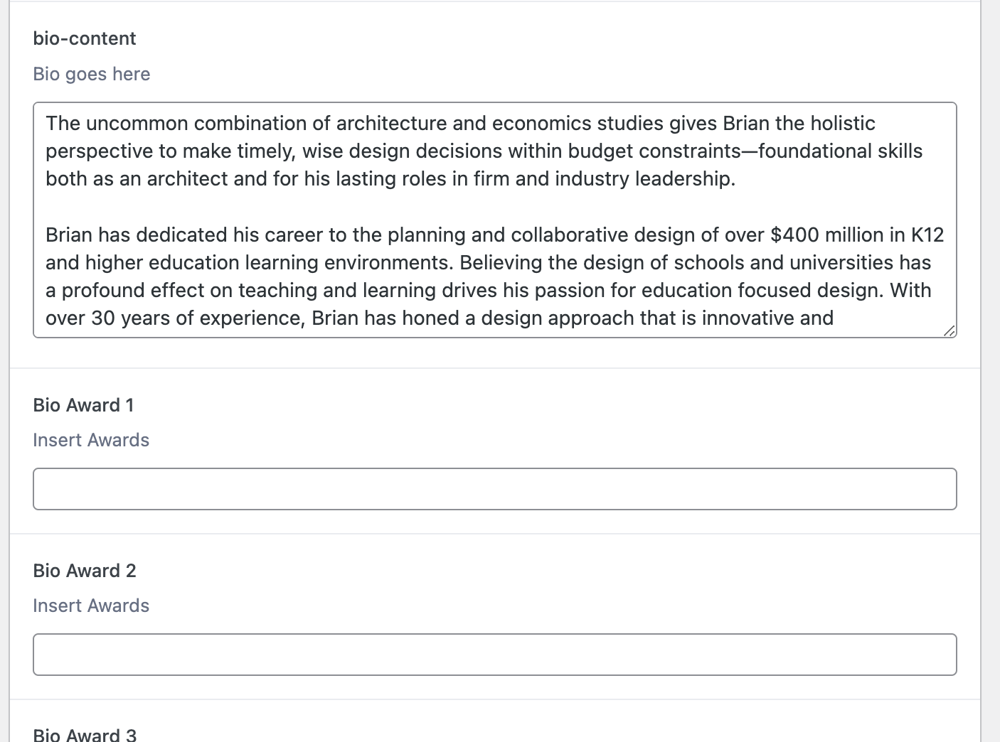 bio-content
Bio goes here
The uncommon combination of architecture and economics studies gives Brian the holistic
perspective to make timely, wise design decisions within budget constraints—foundational skills
both as an architect and for his lasting roles in firm and industry leadership.
Brian has dedicated his career to the planning and collaborative design of over $400 million in K12
and higher education learning environments. Believing the design of schools and universities has
a profound effect on teaching and learning drives his passion for education focused design. With
over 30 years of experience, Brian has honed a design approach that is innovative and
Bio Award 1
Insert Awards
Bio Award 2
Insert Awards
Bio Award 3